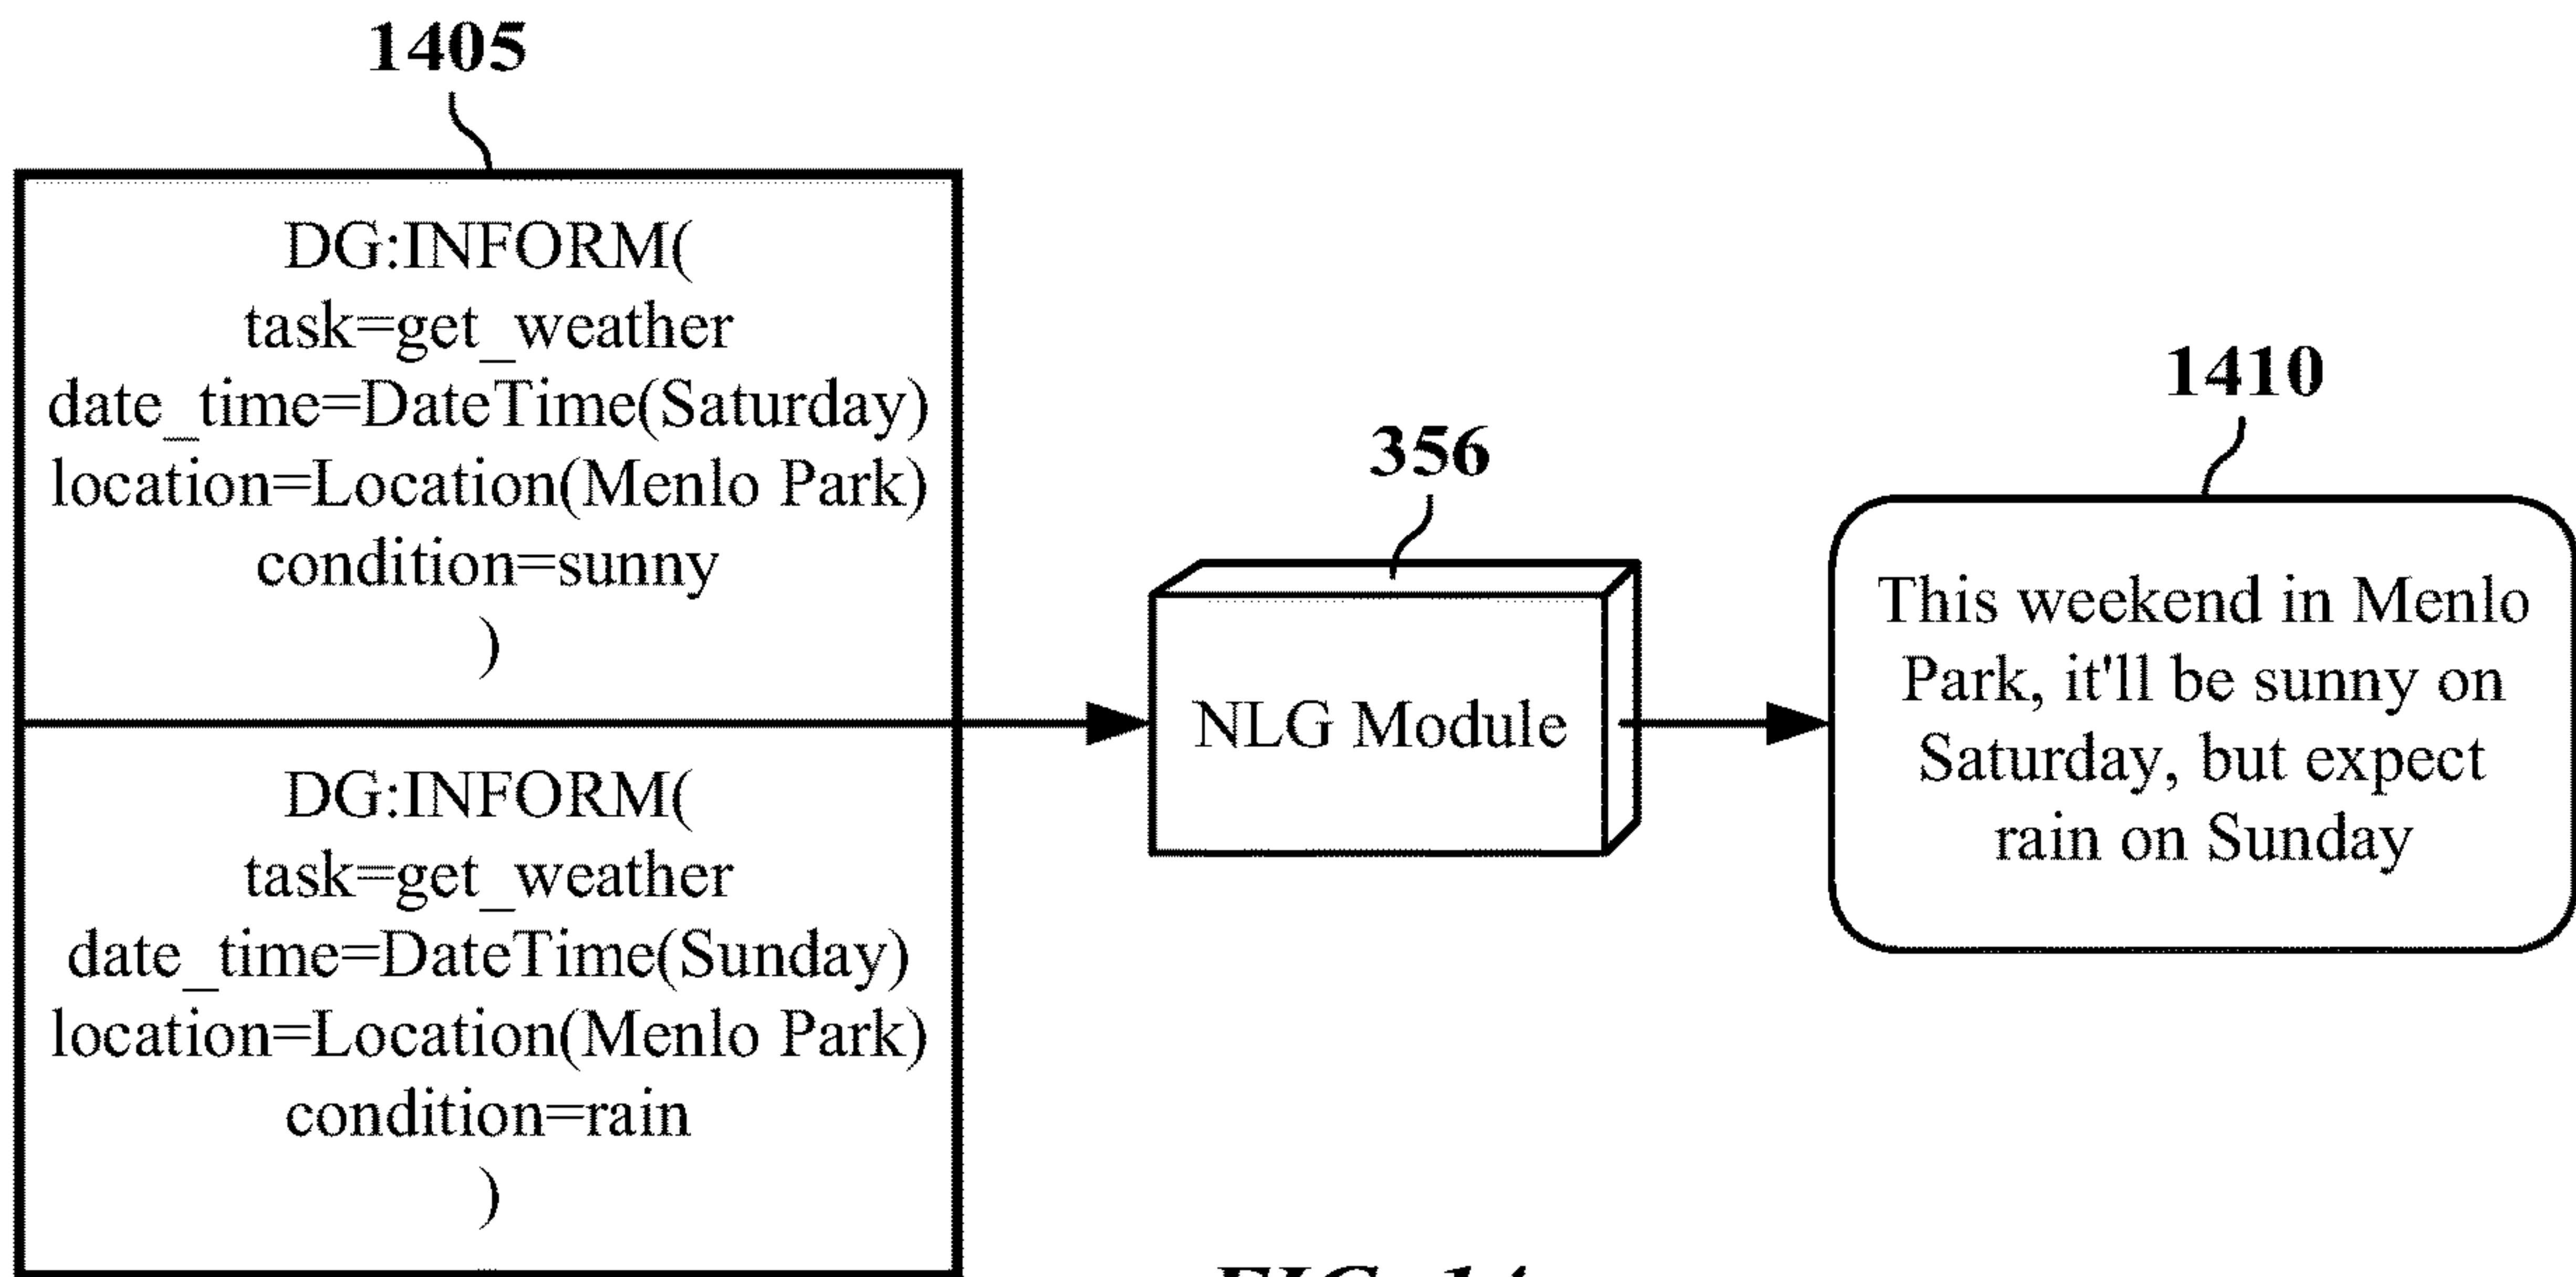 1405
DG:INFORM(
task=get_weather
date_time=DateTime(Saturday)
location=Location(Menlo Park)
condition=sunny
)
DG:INFORM(
task=get_weather
date_time=DateTime(Sunday)
location=Location(Menlo Park)
condition=rain
)
356
NLG Module
1410
This weekend in Menlo
Park, it'll be sunny on
Saturday, but expect
rain on Sunday
FIG. 14